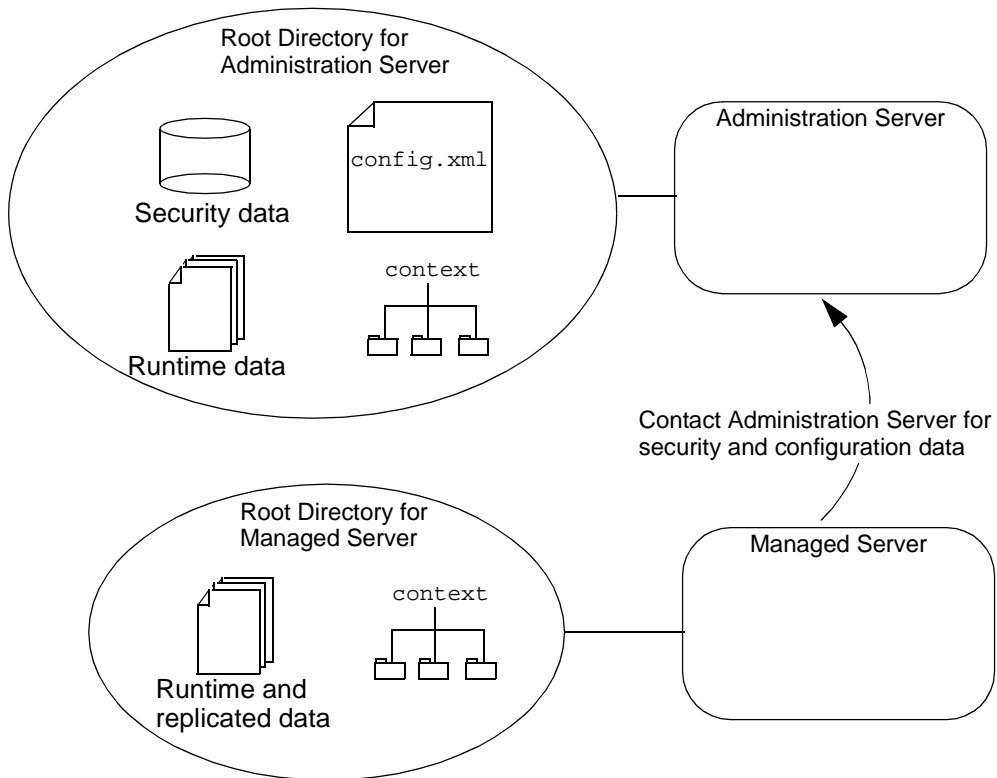 Root Directory for
Administration Server
Administration Server
config.xml
Security data
context
Runtime data
Contact Administration Server for
security and configuration data
Root Directory for
Managed Server
Managed Server
context
Runtime and
replicated data